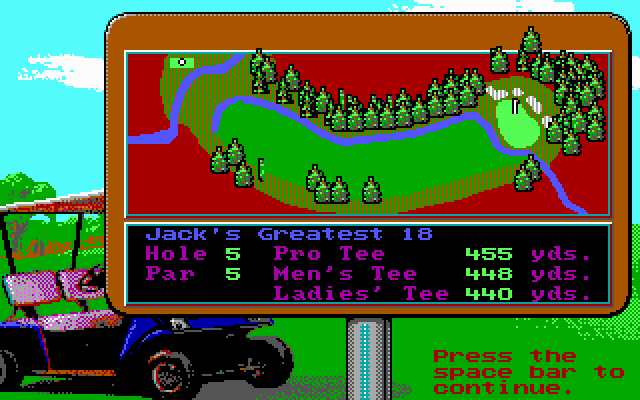 Jack's Greatest 18
Hole 5 Pro Tee 455 yds.
Par 5 Men's Tee 448 yds.
Ladies' Tee 440 yds.
Press the
space bar to
continue.